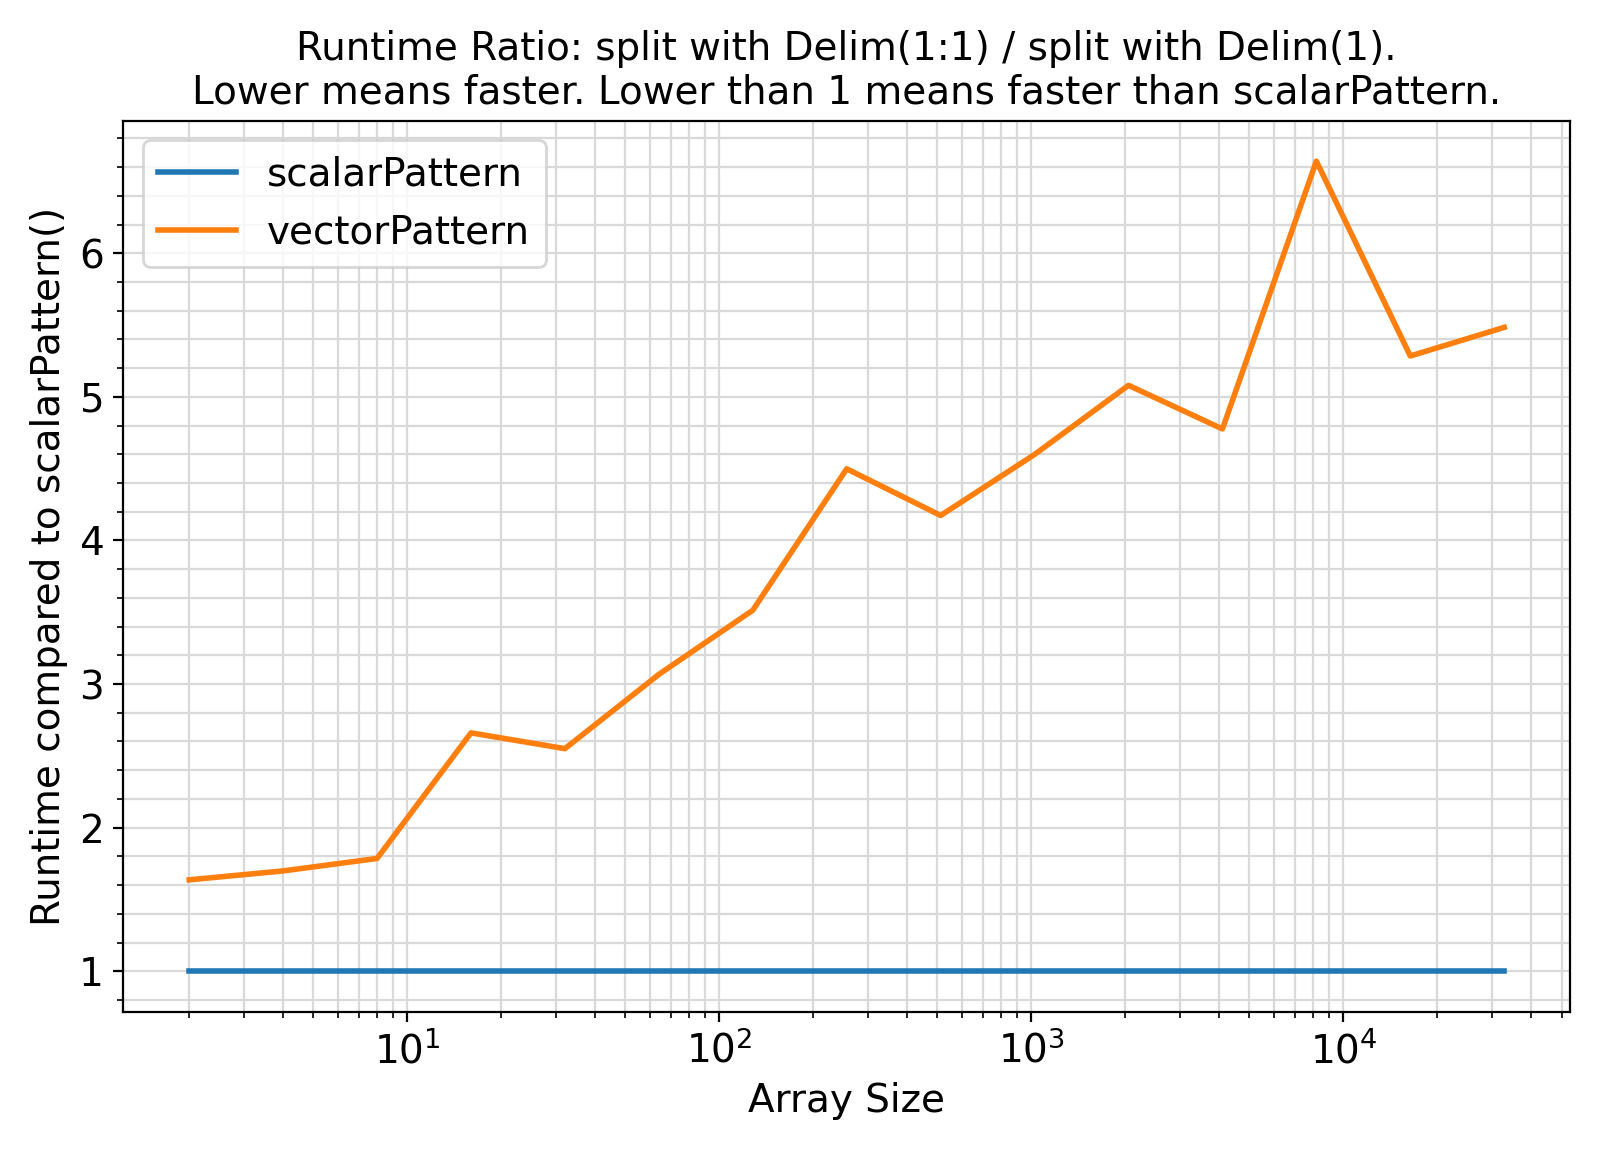 Runtime Ratio: split with Delim(1:1) / split with Delim(1).
Lower means faster. Lower than 1 means faster than scalarPattern.
scalarPattern
vectorPattern
Runtime compared to scalarPattern()
6
5
4
3
2
1
10¹
10²
10³
10⁴
Array Size